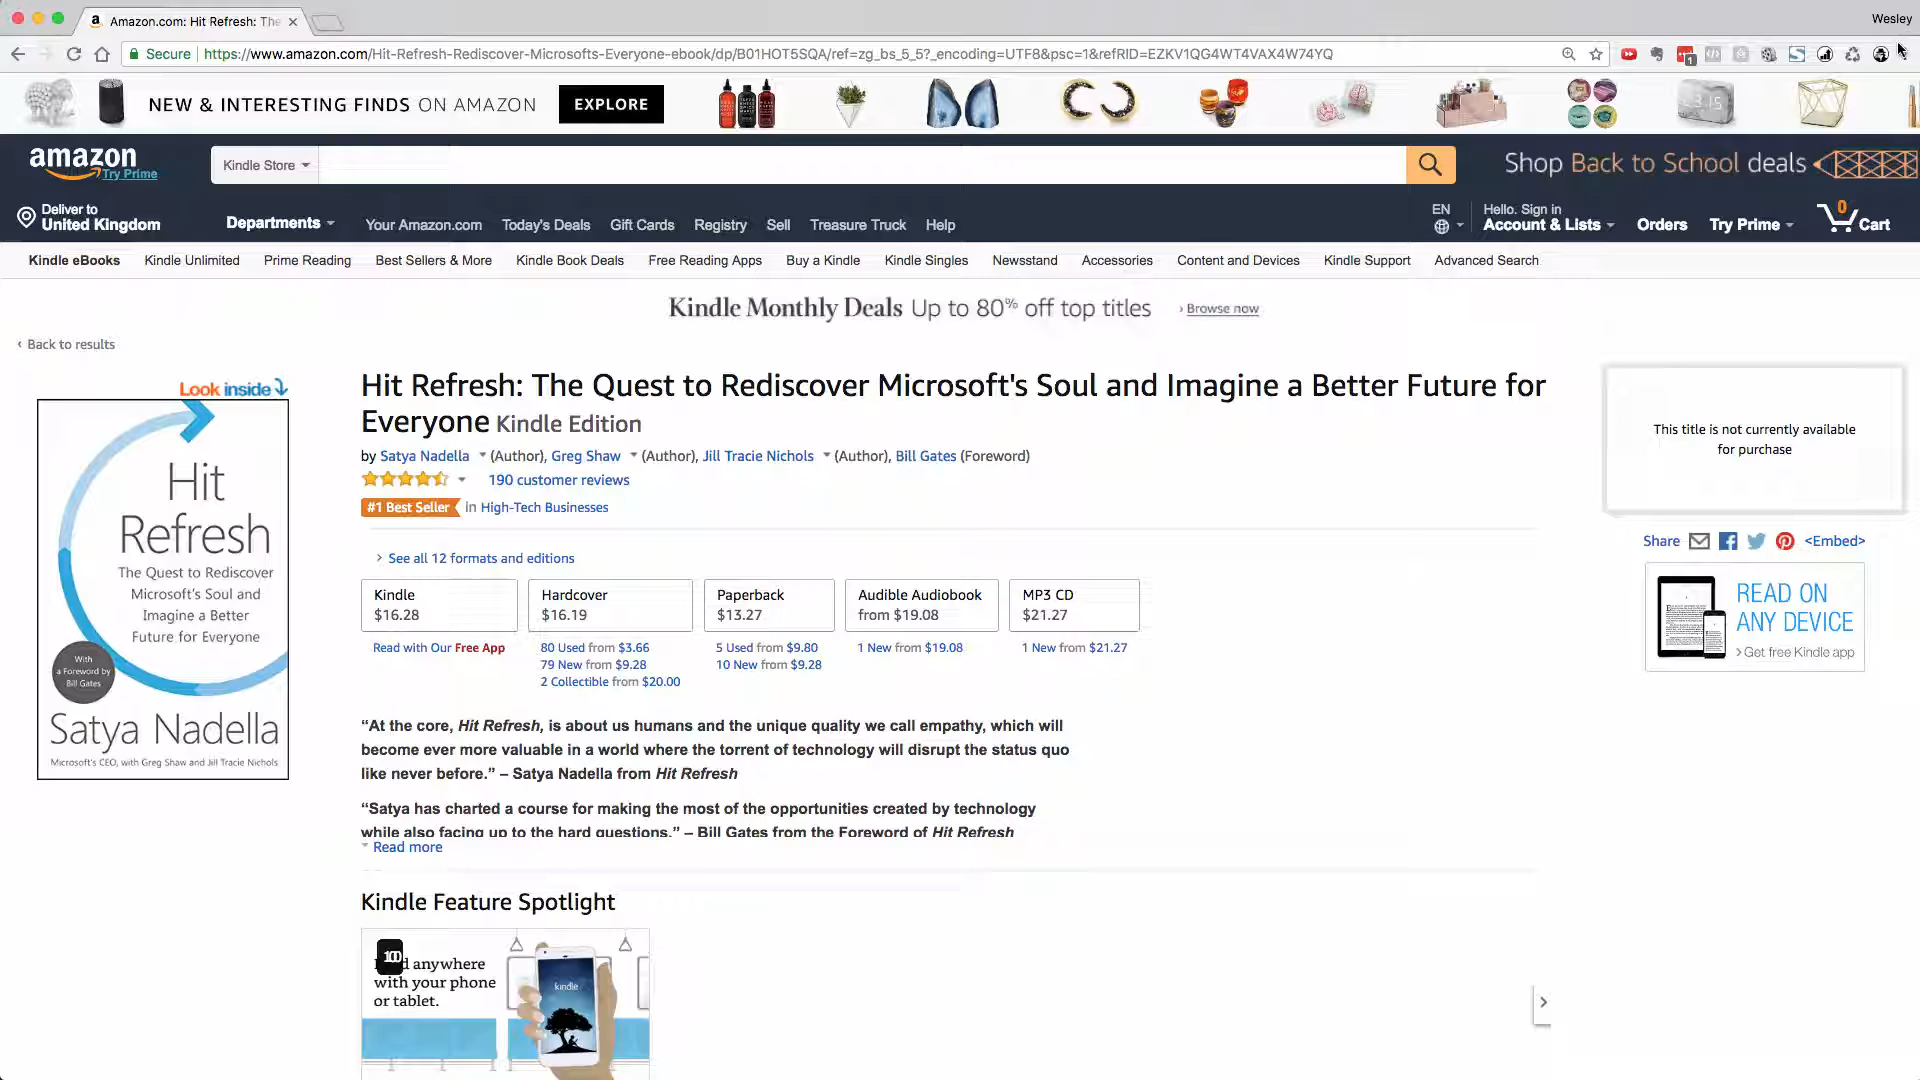 Amazon.com: Hit Refresh: The
Wesley
Secure https://www.amazon.com/Hit-Refresh-Rediscover-Microsofts-Everyone-ebook/dp/B01HOT5SQA/ref=zg_bs_5_5?_encoding=UTF8&psc=1&refRID=EZKV1QG4WT4VAX4W74YQ
1
NEW & INTERESTING FINDS ON AMAZON EXPLORE
amazon
Try Prime
Kindle Store
Shop Back to School deals
Deliver to
United Kingdom
Departments Your Amazon.com Today's Deals Gift Cards Registry Sell Treasure Truck Help
EN
Hello. Sign in
Account & Lists Orders Try Prime 0 Cart
Kindle eBooks Kindle Unlimited Prime Reading Best Sellers & More Kindle Book Deals Free Reading Apps Buy a Kindle Kindle Singles Newsstand Accessories Content and Devices Kindle Support Advanced Search
Kindle Monthly Deals Up to 80% off top titles › Browse now
‹ Back to results
Look inside
Hit
Refresh
The Quest to Rediscover
Microsoft's Soul and
Imagine a Better
Future for Everyone
With
a Foreword by
Bill Gates
Satya Nadella
Microsoft's CEO, with Greg Shaw and Jill Tracie Nichols
Hit Refresh: The Quest to Rediscover Microsoft's Soul and Imagine a Better Future for
Everyone Kindle Edition
by Satya Nadella (Author), Greg Shaw (Author), Jill Tracie Nichols (Author), Bill Gates (Foreword)
190 customer reviews
#1 Best Seller in High-Tech Businesses
› See all 12 formats and editions
Kindle
$16.28
Read with Our Free App
Hardcover
$16.19
80 Used from $3.66
79 New from $9.28
2 Collectible from $20.00
Paperback
$13.27
5 Used from $9.80
10 New from $9.28
Audible Audiobook
from $19.08
1 New from $19.08
MP3 CD
$21.27
1 New from $21.27
“At the core, Hit Refresh, is about us humans and the unique quality we call empathy, which will
become ever more valuable in a world where the torrent of technology will disrupt the status quo
like never before.” – Satya Nadella from Hit Refresh
“Satya has charted a course for making the most of the opportunities created by technology
while also facing up to the hard questions.” – Bill Gates from the Foreword of Hit Refresh
Read more
This title is not currently available
for purchase
Share <Embed>
READ ON
ANY DEVICE
› Get free Kindle app
Kindle Feature Spotlight
100
anywhere
with your phone
or tablet.
kindle